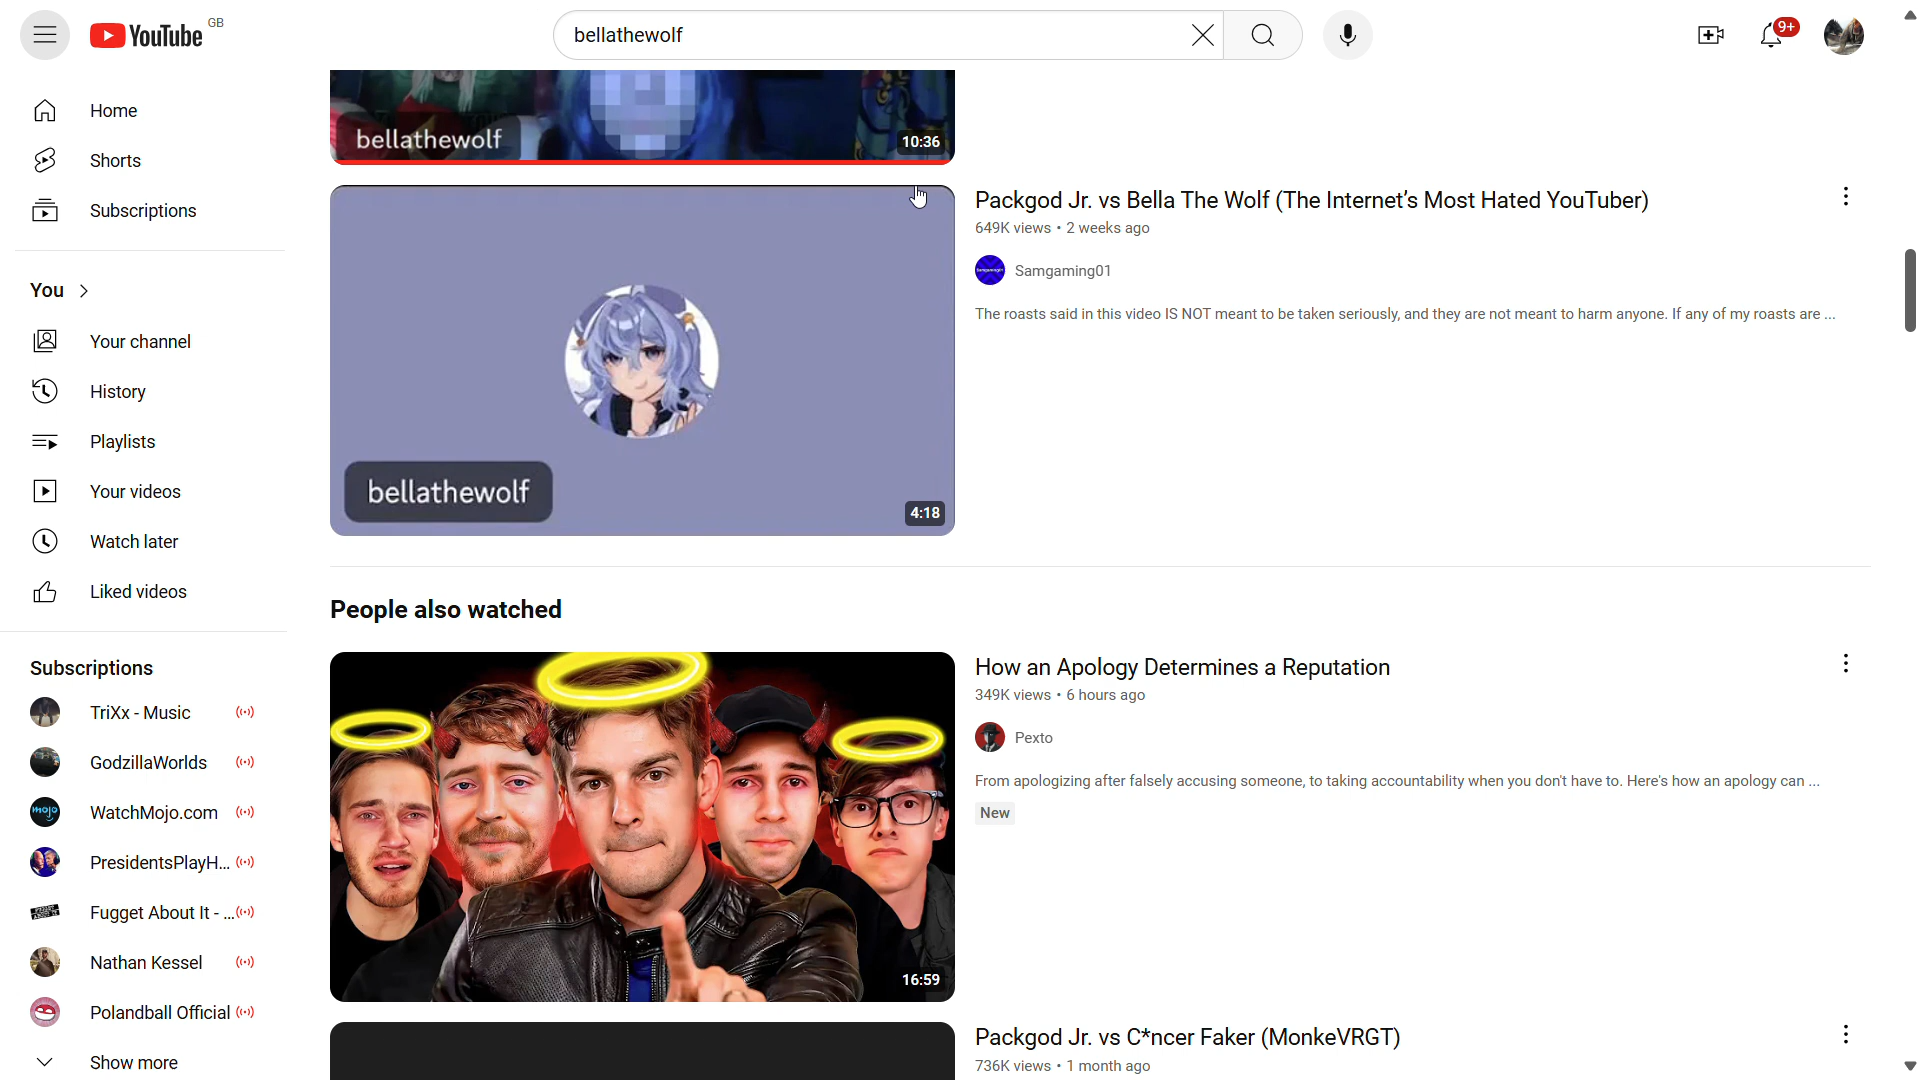 YouTube GB
bellathewolf
9+
Home
Shorts
Subscriptions
You
Your channel
History
Playlists
Your videos
Watch later
Liked videos
Subscriptions
TriXx - Music
GodzillaWorlds
mojo
WatchMojo.com
PresidentsPlayH...
Fugget About It - ...
Nathan Kessel
Polandball Official
Show more
bellathewolf
10:36
bellathewolf
4:18
Packgod Jr. vs Bella The Wolf (The Internet’s Most Hated YouTuber)
649K views • 2 weeks ago
Samgaming01
The roasts said in this video IS NOT meant to be taken seriously, and they are not meant to harm anyone. If any of my roasts are ...
People also watched
16:59
How an Apology Determines a Reputation
349K views • 6 hours ago
Pexto
From apologizing after falsely accusing someone, to taking accountability when you don't have to. Here's how an apology can ...
New
Packgod Jr. vs C*ncer Faker (MonkeVRGT)
736K views • 1 month ago